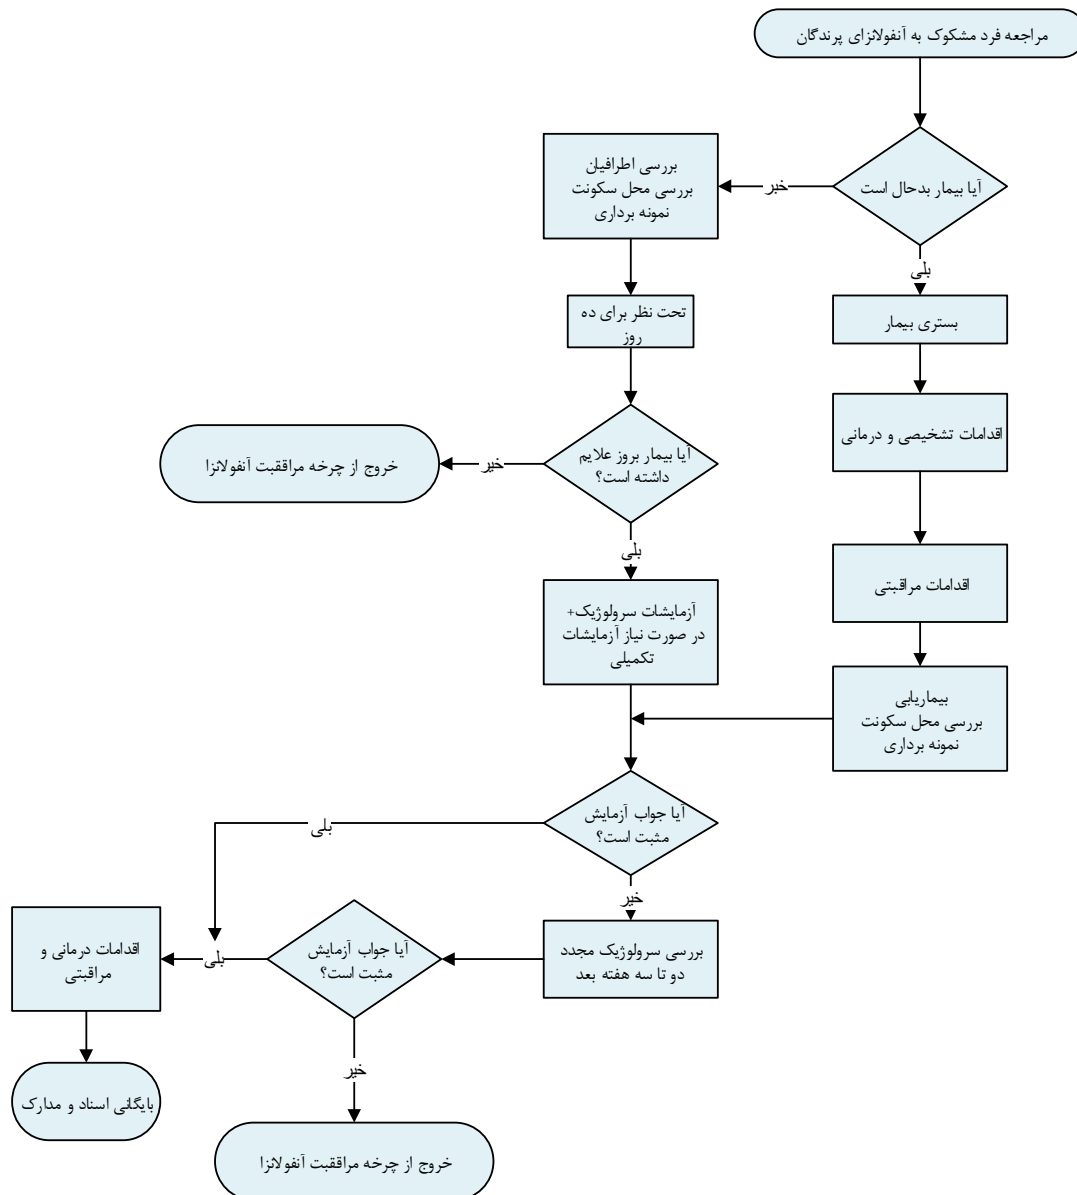 مراجعه فرد مشکوک به آنفولانزای پرندگان
آیا بیمار بدحال است
خیر
بررسی اطرافیان
بررسی محل سکونت
نمونه برداری
بلی
بستری بیمار
تحت نظر برای ده
روز
اقدامات تشخیصی و درمانی
آیا بیمار بروز علایم
داشته است؟
خیر
خروج از چرخه مراققبت آنفولانزا
بلی
اقدامات مراقبتی
آزمایشات سرولوژیک+
در صورت نیاز آزمایشات
تکمیلی
بیماریابی
بررسی محل سکونت
نمونه برداری
آیا جواب آزمایش
مثبت است؟
بلی
خیر
بررسی سرولوژیک مجدد
دو تا سه هفته بعد
آیا جواب آزمایش
مثبت است؟
بلی
اقدامات درمانی و
مراقبتی
خیر
بایگانی اسناد و مدارک
خروج از چرخه مراققبت آنفولانزا